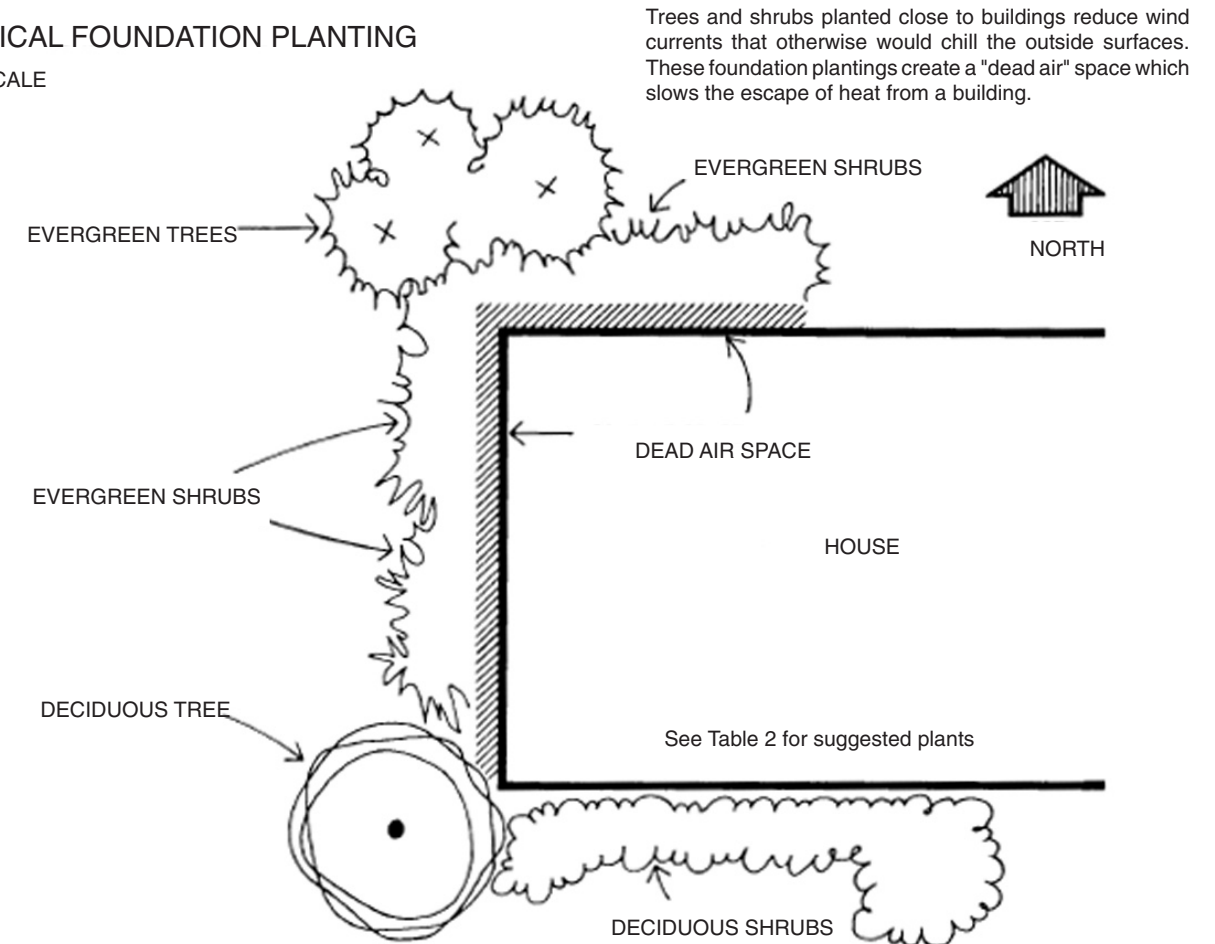 ICAL FOUNDATION PLANTING
CALE
Trees and shrubs planted close to buildings reduce wind
currents that otherwise would chill the outside surfaces.
These foundation plantings create a "dead air" space which
slows the escape of heat from a building.
EVERGREEN SHRUBS
EVERGREEN TREES
NORTH
DEAD AIR SPACE
EVERGREEN SHRUBS
HOUSE
DECIDUOUS TREE
See Table 2 for suggested plants
DECIDUOUS SHRUBS